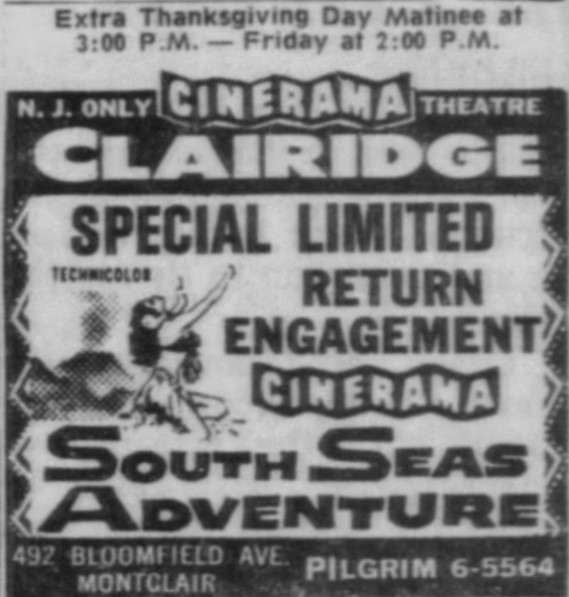 Extra Thanksgiving Day Matinee at
3:00 P.M. — Friday at 2:00 P.M.
N. J. ONLY CINERAMA THEATRE
CLAIRIDGE
SPECIAL LIMITED
TECHNICOLOR
RETURN
ENGAGEMENT
CINERAMA
SOUTH SEAS
ADVENTURE
492 BLOOMFIELD AVE.
MONTCLAIR
PILGRIM 6-5564